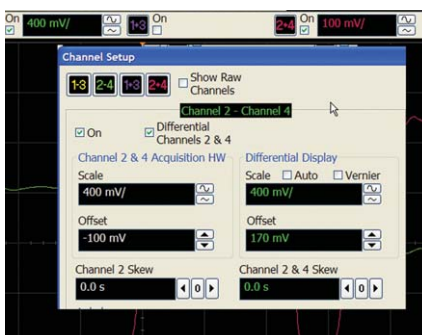 On 400 mV/ 1+3 On 2+4 On 100 mV/
Channel Setup
1-3 2-4 1+3 2+4 Show Raw Channels
Channel 2 - Channel 4
On Differential Channels 2 & 4
Channel 2 & 4 Acquisition HW Differential Display
Scale Scale Auto Vernier
400 mV/ 400 mV/
Offset Offset
-100 mV 170 mV
Channel 2 Skew Channel 2 & 4 Skew
0.0 s 0 0.0 s 0